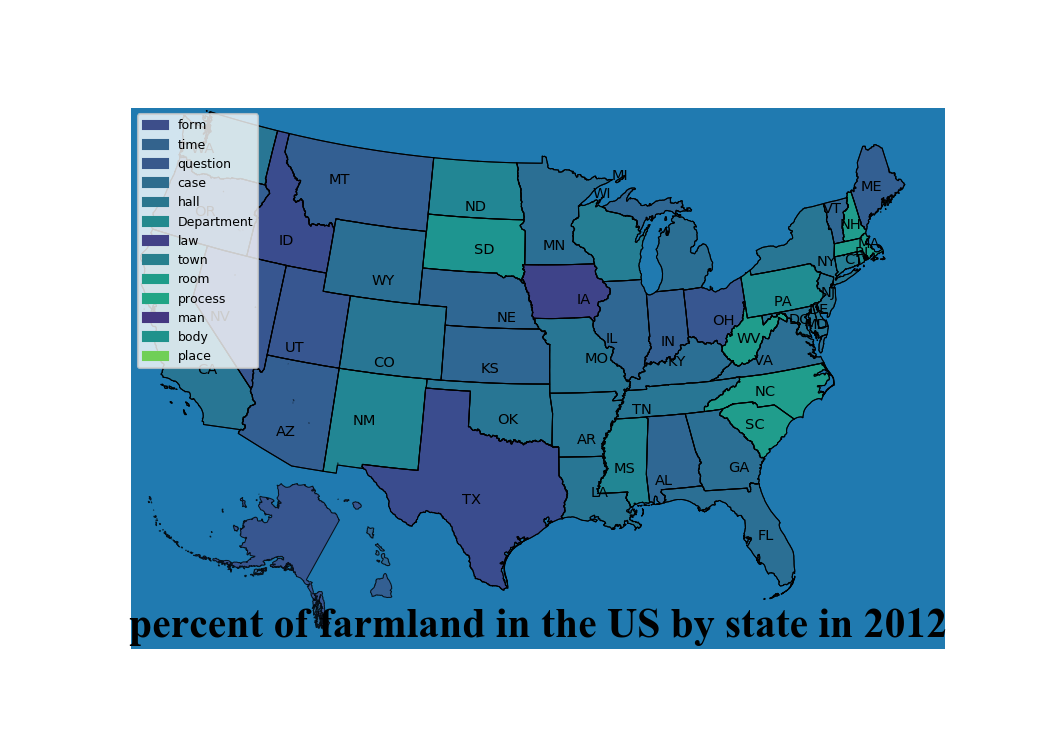 form
time
question
case
hall
Department
law
town
room
process
man
body
place
MI
WI
ME
MT
ND
VT
NH
ID
SD
MN
MA
CT
NY
WY
PA
NJ
IA
NE
DE
DC
MD
OH
NV
WV
UT
IL
IN
KY
VA
CO
KS
MO
CA
NC
TN
NM
OK
SC
AZ
AR
MS
GA
AL
TX
LA
FL
OR
percent of farmland in the US by state in 2012